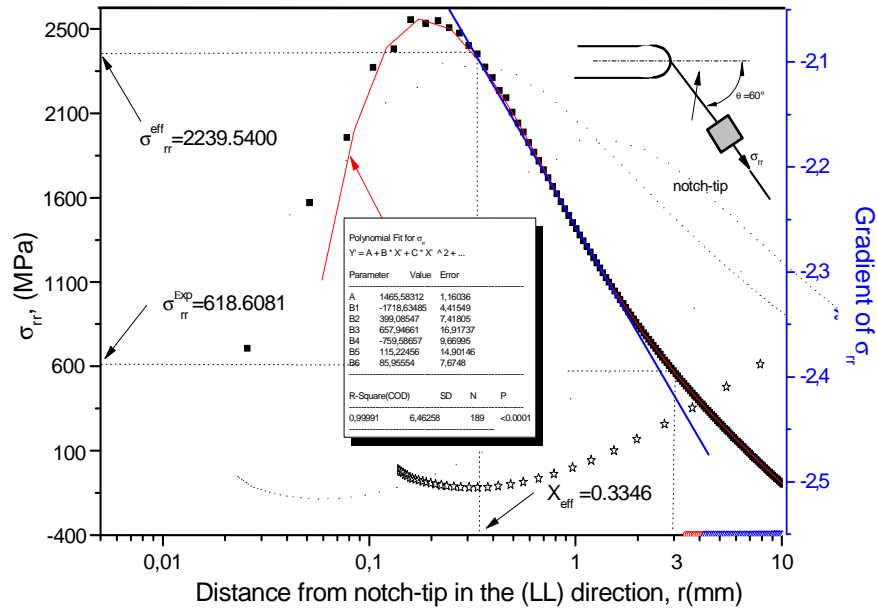 2500
2100
1600
1100
600
100
-400
σrr, (MPa)
σ^eff_rr=2239.5400
σ^Exp_rr=618.6081
Polynomial Fit for σrr
Y' = A + B * X' + C * X' ^ 2 + ...
Parameter Value Error
A 1465,58312 1,16036
B1 -1718,63485 4,41549
B2 399,08547 7,41805
B3 657,94661 16,91737
B4 -759,58657 9,66995
B5 115,22456 14,90146
B6 85,95554 7,6748
R-Square(COD) SD N P
0,99991 6,46258 189 <0.0001
θ =60°
σrr
notch-tip
X_eff =0.3346
-2,1
-2,2
-2,3
-2,4
-2,5
Gradient of σrr
0,01 0,1 1 3 10
Distance from notch-tip in the (LL) direction, r(mm)